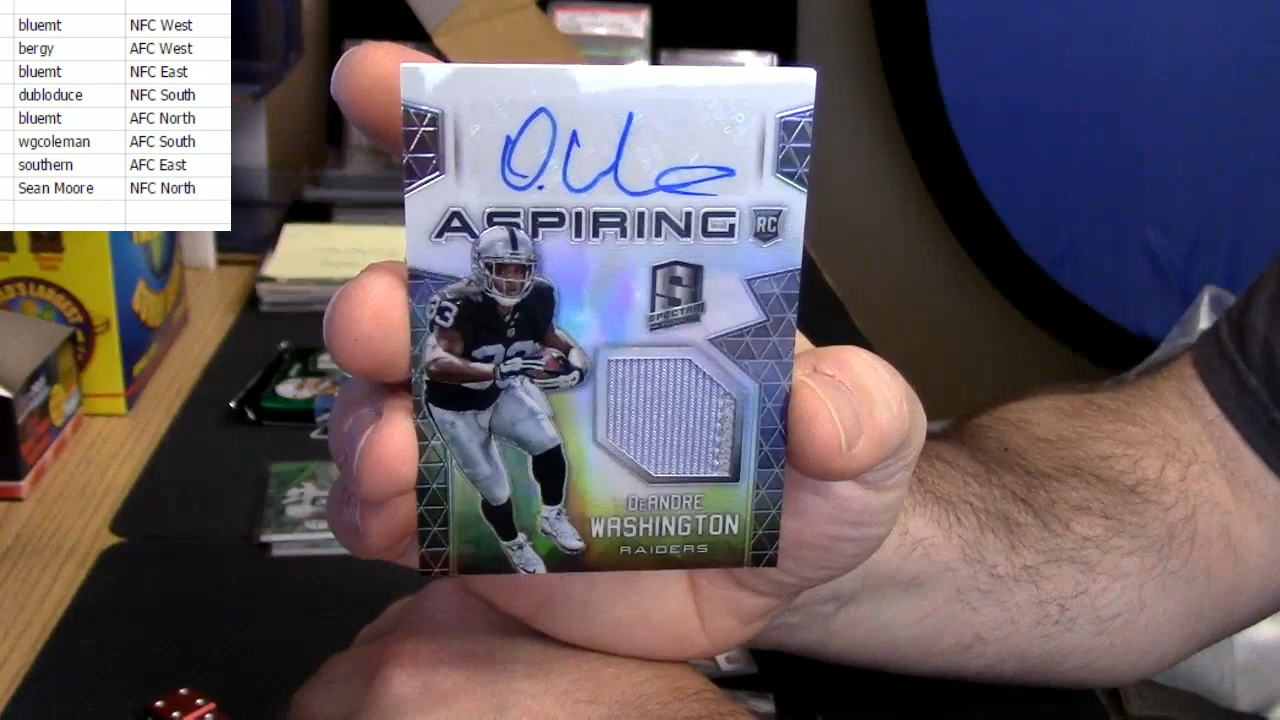 bluemt NFC West
bergy AFC West
bluemt NFC East
dubloduce NFC South
bluemt AFC North
wgcoleman AFC South
southern AFC East
Sean Moore NFC North
ASPIRING RC
S
SPECTRA
33
DEANDRE
WASHINGTON
RAIDERS